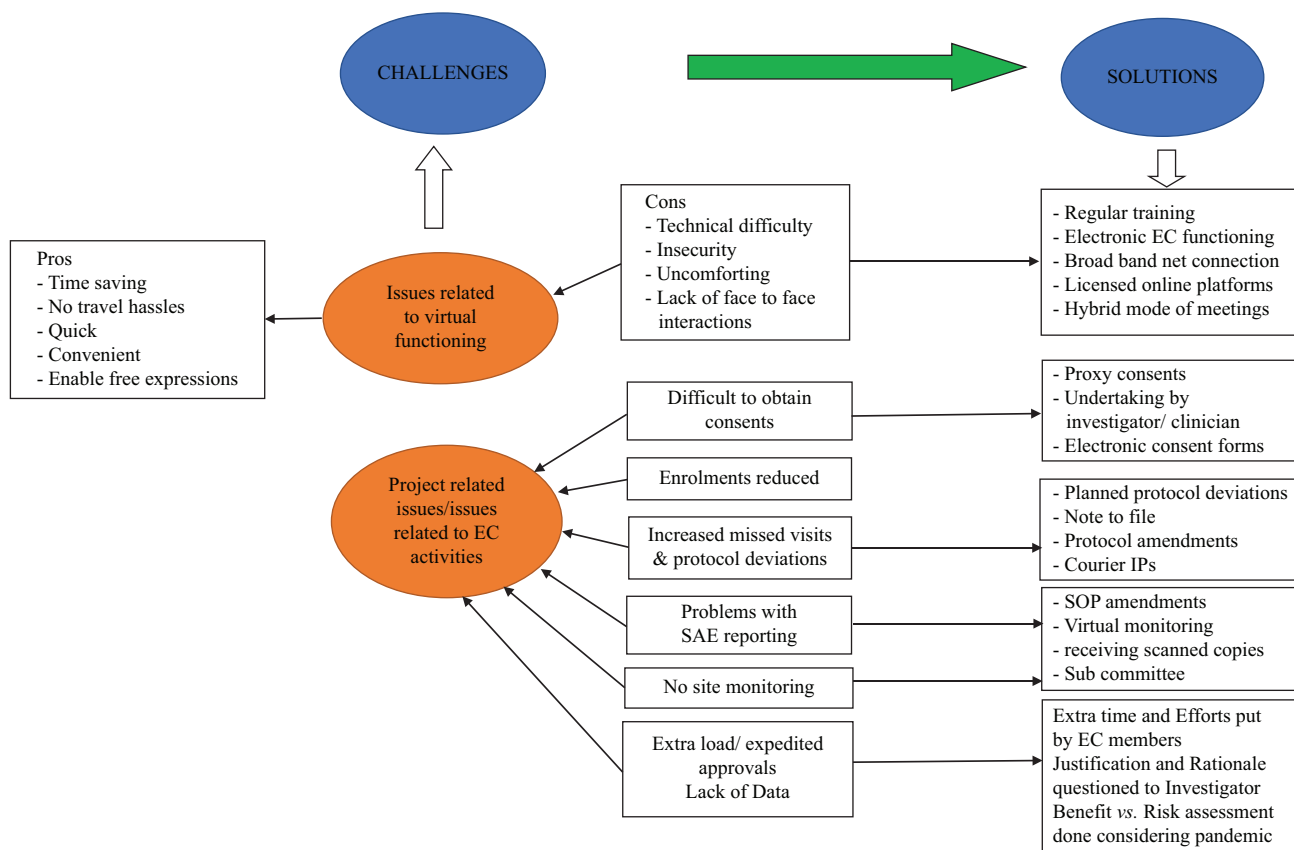 CHALLENGES
SOLUTIONS
Pros
- Time saving
- No travel hassles
- Quick
- Convenient
- Enable free expressions
Issues related
to virtual
functioning
Cons
- Technical difficulty
- Insecurity
- Uncomforting
- Lack of face to face
interactions
- Regular training
- Electronic EC functioning
- Broad band net connection
- Licensed online platforms
- Hybrid mode of meetings
Project related
issues/issues
related to EC
activities
Difficult to obtain
consents
- Proxy consents
- Undertaking by
investigator/ clinician
- Electronic consent forms
Enrolments reduced
Increased missed visits
& protocol deviations
- Planned protocol deviations
- Note to file
- Protocol amendments
- Courier IPs
Problems with
SAE reporting
- SOP amendments
- Virtual monitoring
- receiving scanned copies
- Sub committee
No site monitoring
Extra load/ expedited
approvals
Lack of Data
Extra time and Efforts put
by EC members
Justification and Rationale
questioned to Investigator
Benefit vs. Risk assessment
done considering pandemic